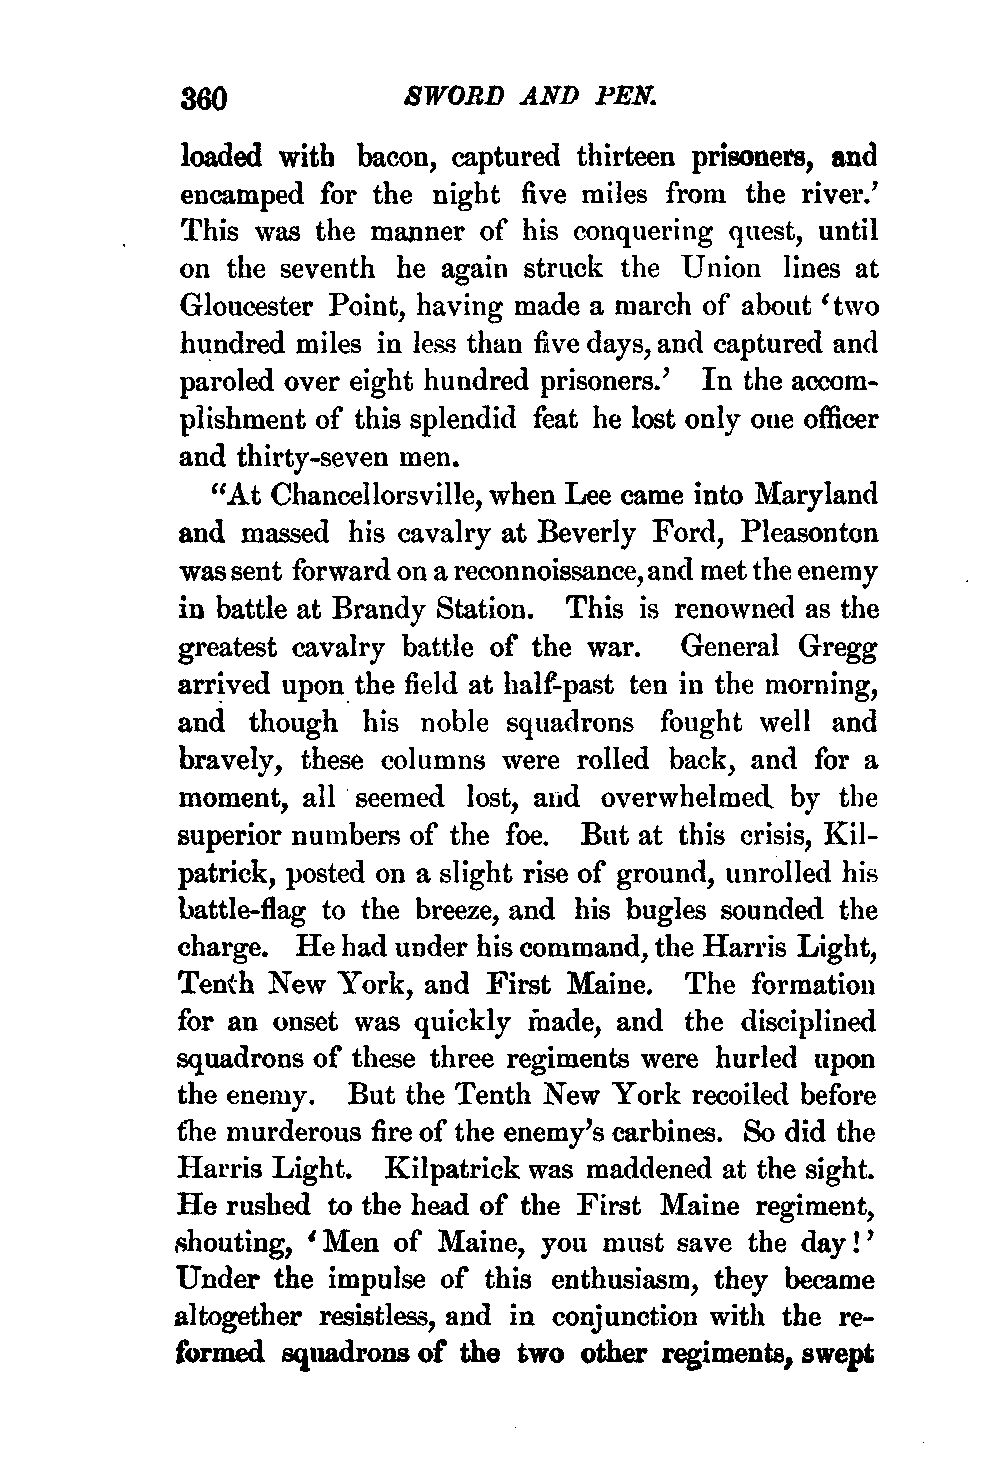 360 SWORD AND PEN.
loaded with bacon, captured thirteen prisoners, and
encamped for the night five miles from the river.'
This was the manner of his conquering quest, until
on the seventh he again struck the Union lines at
Gloucester Point, having made a march of about 'two
hundred miles in less than five days, and captured and
paroled over eight hundred prisoners.' In the accom-
plishment of this splendid feat he lost only one officer
and thirty-seven men.
"At Chancellorsville, when Lee came into Maryland
and massed his cavalry at Beverly Ford, Pleasonton
was sent forward on a reconnoissance, and met the enemy
in battle at Brandy Station. This is renowned as the
greatest cavalry battle of the war. General Gregg
arrived upon the field at half-past ten in the morning,
and though his noble squadrons fought well and
bravely, these columns were rolled back, and for a
moment, all seemed lost, and overwhelmed by the
superior numbers of the foe. But at this crisis, Kil-
patrick, posted on a slight rise of ground, unrolled his
battle-flag to the breeze, and his bugles sounded the
charge. He had under his command, the Harris Light,
Tenth New York, and First Maine. The formation
for an onset was quickly made, and the disciplined
squadrons of these three regiments were hurled upon
the enemy. But the Tenth New York recoiled before
the murderous fire of the enemy's carbines. So did the
Harris Light. Kilpatrick was maddened at the sight.
He rushed to the head of the First Maine regiment,
shouting, 'Men of Maine, you must save the day!'
Under the impulse of this enthusiasm, they became
altogether resistless, and in conjunction with the re-
formed squadrons of the two other regiments, swept